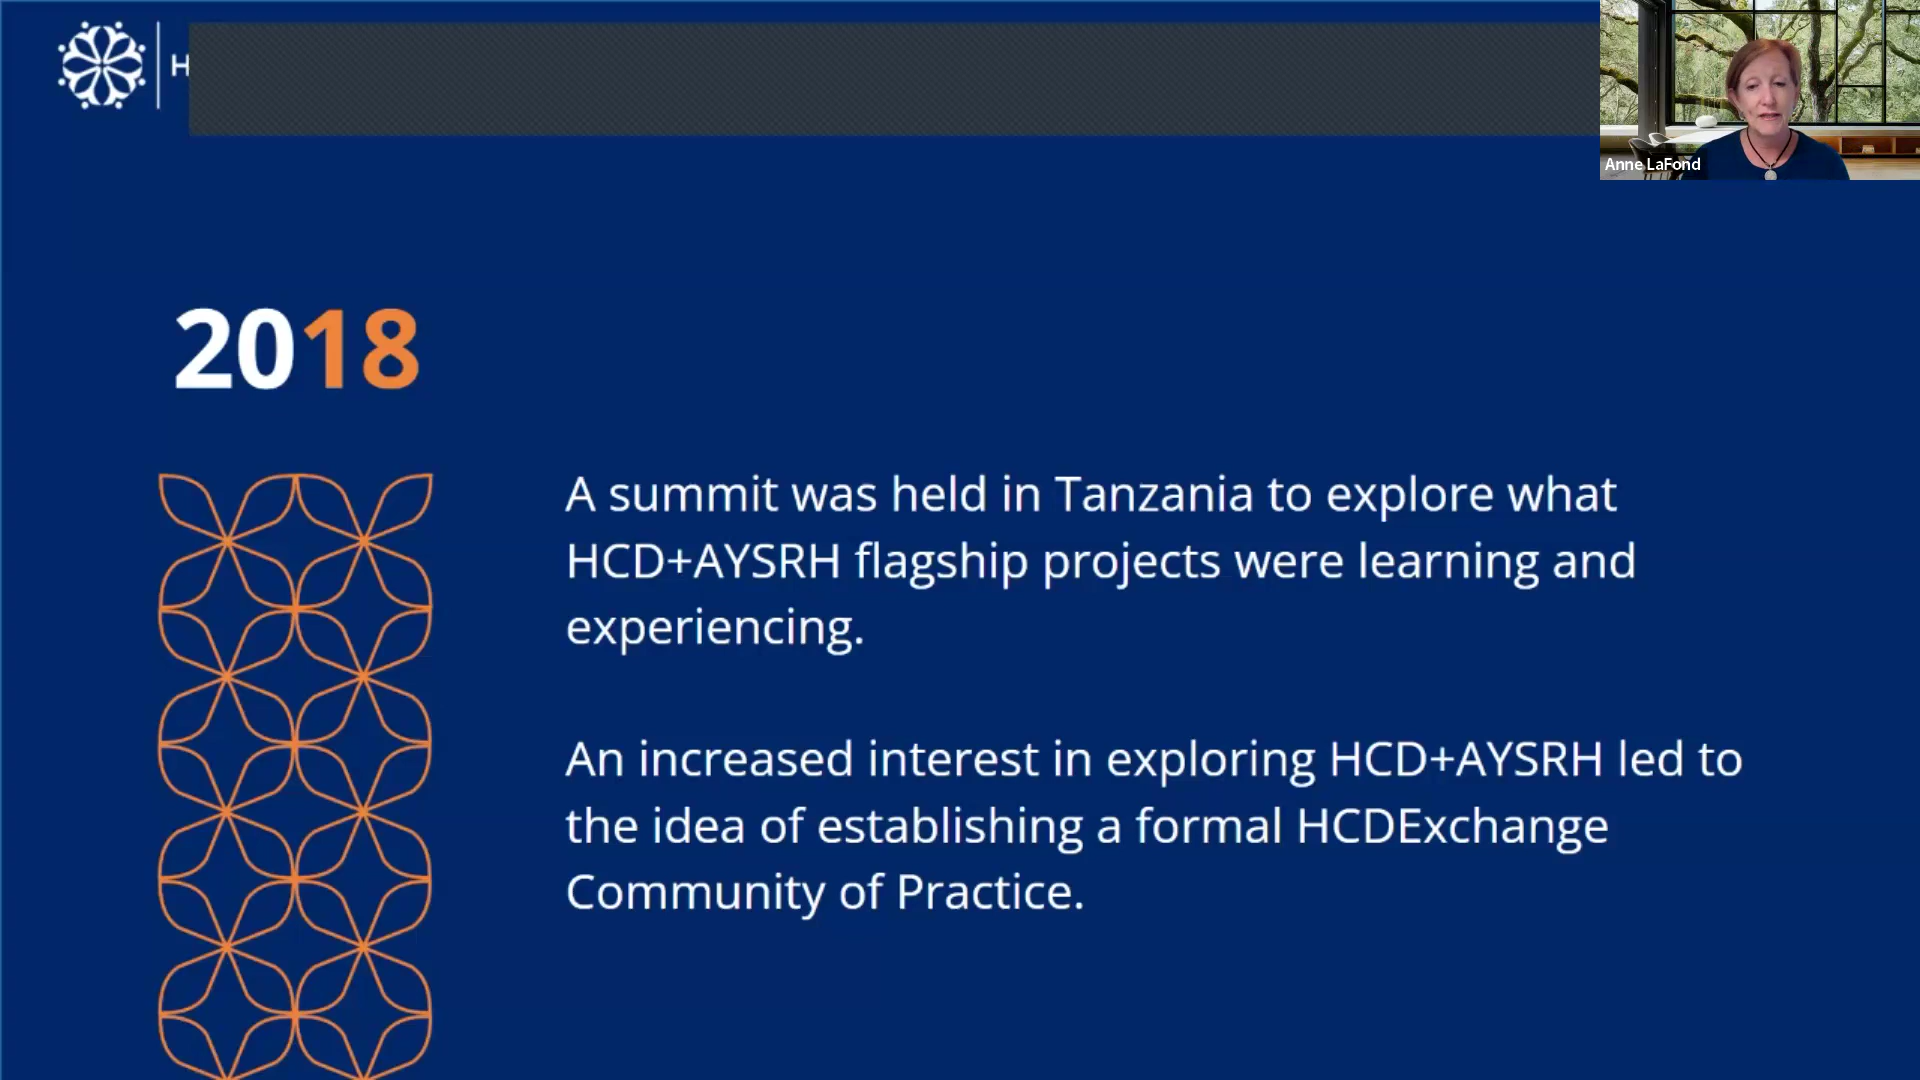 H
Anne LaFond
2018
A summit was held in Tanzania to explore what
HCD+AYSRH flagship projects were learning and
experiencing.
An increased interest in exploring HCD+AYSRH led to
the idea of establishing a formal HCDExchange
Community of Practice.